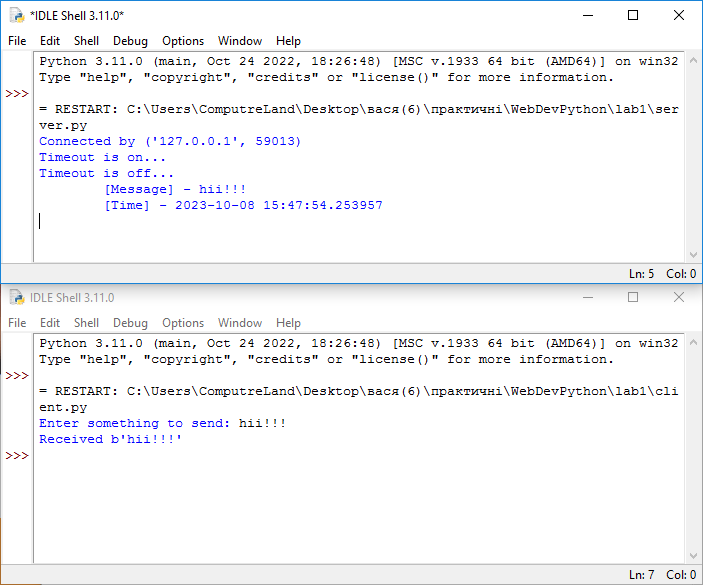 *IDLE Shell 3.11.0*
File Edit Shell Debug Options Window Help
Python 3.11.0 (main, Oct 24 2022, 18:26:48) [MSC v.1933 64 bit (AMD64)] on win32
Type "help", "copyright", "credits" or "license()" for more information.
>>>
= RESTART: C:\Users\ComputreLand\Desktop\вася(6)\практичні\WebDevPython\lab1\ser
ver.py
Connected by ('127.0.0.1', 59013)
Timeout is on...
Timeout is off...
[Message] - hii!!!
[Time] - 2023-10-08 15:47:54.253957
Ln: 5 Col: 0
IDLE Shell 3.11.0
File Edit Shell Debug Options Window Help
Python 3.11.0 (main, Oct 24 2022, 18:26:48) [MSC v.1933 64 bit (AMD64)] on win32
Type "help", "copyright", "credits" or "license()" for more information.
>>>
= RESTART: C:\Users\ComputreLand\Desktop\вася(6)\практичні\WebDevPython\lab1\cli
ent.py
Enter something to send: hii!!!
Received b'hii!!!'
>>>
Ln: 7 Col: 0